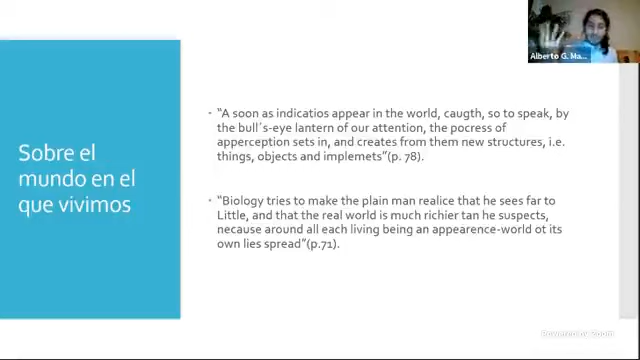 Alberto G. Ma...
Sobre el
mundo en el
que vivimos
- "A soon as indicatios appear in the world, caugth, so to speak, by
the bull´s-eye lantern of our attention, the pocress of
apperception sets in, and creates from them new structures, i.e.
things, objects and implemets"(p. 78).
- "Biology tries to make the plain man realice that he sees far to
Little, and that the real world is much richier tan he suspects,
necause around all each living being an appearence-world ot its
own lies spread"(p.71).
Powered by Zoom